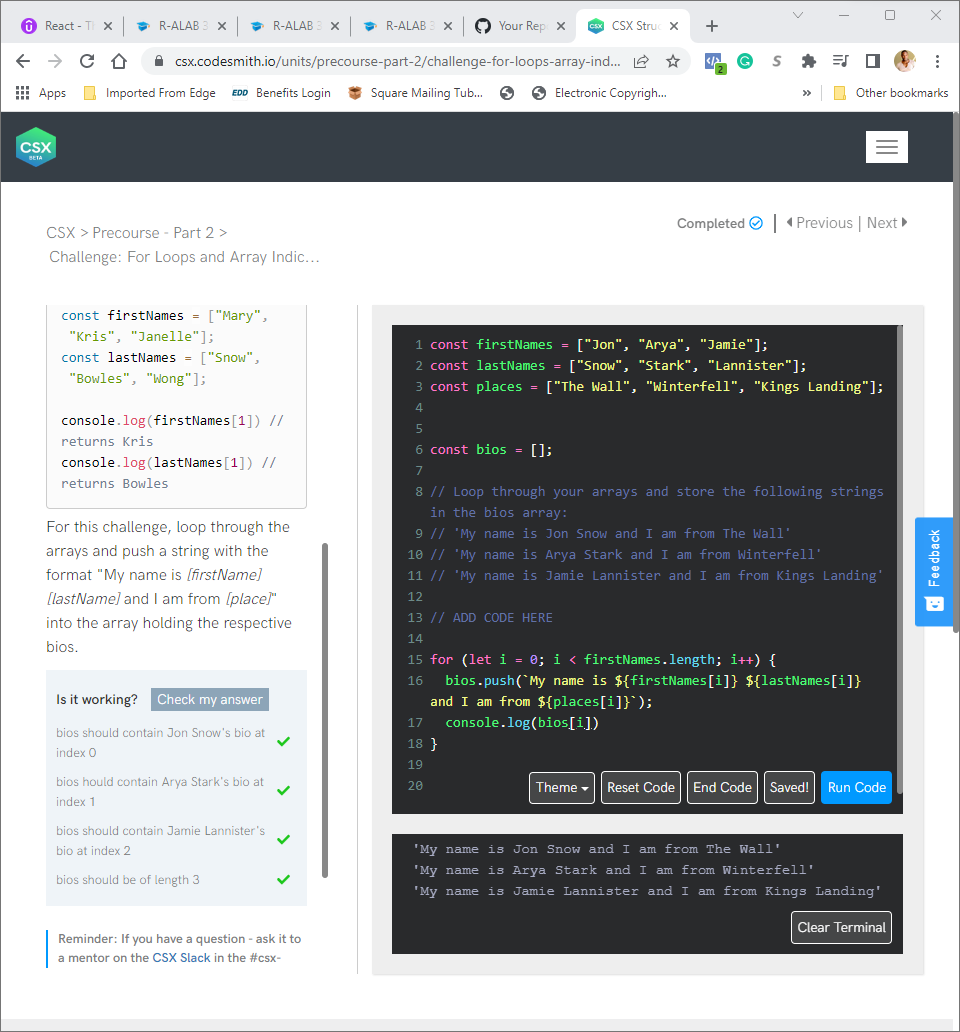 React - Th
R-ALAB 3
R-ALAB 3
R-ALAB 3
Your Rep
CSX Struc
csx.codesmith.io/units/precourse-part-2/challenge-for-loops-array-ind...
2
Apps
Imported From Edge
EDD Benefits Login
Square Mailing Tub...
Electronic Copyrigh...
»
Other bookmarks
CSX
BETA
Completed
Previous | Next
CSX > Precourse - Part 2 >
Challenge: For Loops and Array Indic...
const firstNames = ["Mary",
"Kris", "Janelle"];
const lastNames = ["Snow",
"Bowles", "Wong"];
console.log(firstNames[1]) //
returns Kris
console.log(lastNames[1]) //
returns Bowles
For this challenge, loop through the
arrays and push a string with the
format "My name is [firstName]
[lastName] and I am from [place]"
into the array holding the respective
bios.
Is it working? Check my answer
bios should contain Jon Snow's bio at
index 0
bios hould contain Arya Stark's bio at
index 1
bios should contain Jamie Lannister's
bio at index 2
bios should be of length 3
Reminder: If you have a question - ask it to
a mentor on the CSX Slack in the #csx-
1 const firstNames = ["Jon", "Arya", "Jamie"];
2 const lastNames = ["Snow", "Stark", "Lannister"];
3 const places = ["The Wall", "Winterfell", "Kings Landing"];
4
5
6 const bios = [];
7
8 // Loop through your arrays and store the following strings
in the bios array:
9 // 'My name is Jon Snow and I am from The Wall'
10 // 'My name is Arya Stark and I am from Winterfell'
11 // 'My name is Jamie Lannister and I am from Kings Landing'
12
13 // ADD CODE HERE
14
15 for (let i = 0; i < firstNames.length; i++) {
16 bios.push(`My name is ${firstNames[i]} ${lastNames[i]}
and I am from ${places[i]}`);
17 console.log(bios[i])
18 }
19
20
Theme Reset Code End Code Saved! Run Code
'My name is Jon Snow and I am from The Wall'
'My name is Arya Stark and I am from Winterfell'
'My name is Jamie Lannister and I am from Kings Landing'
Clear Terminal
Feedback